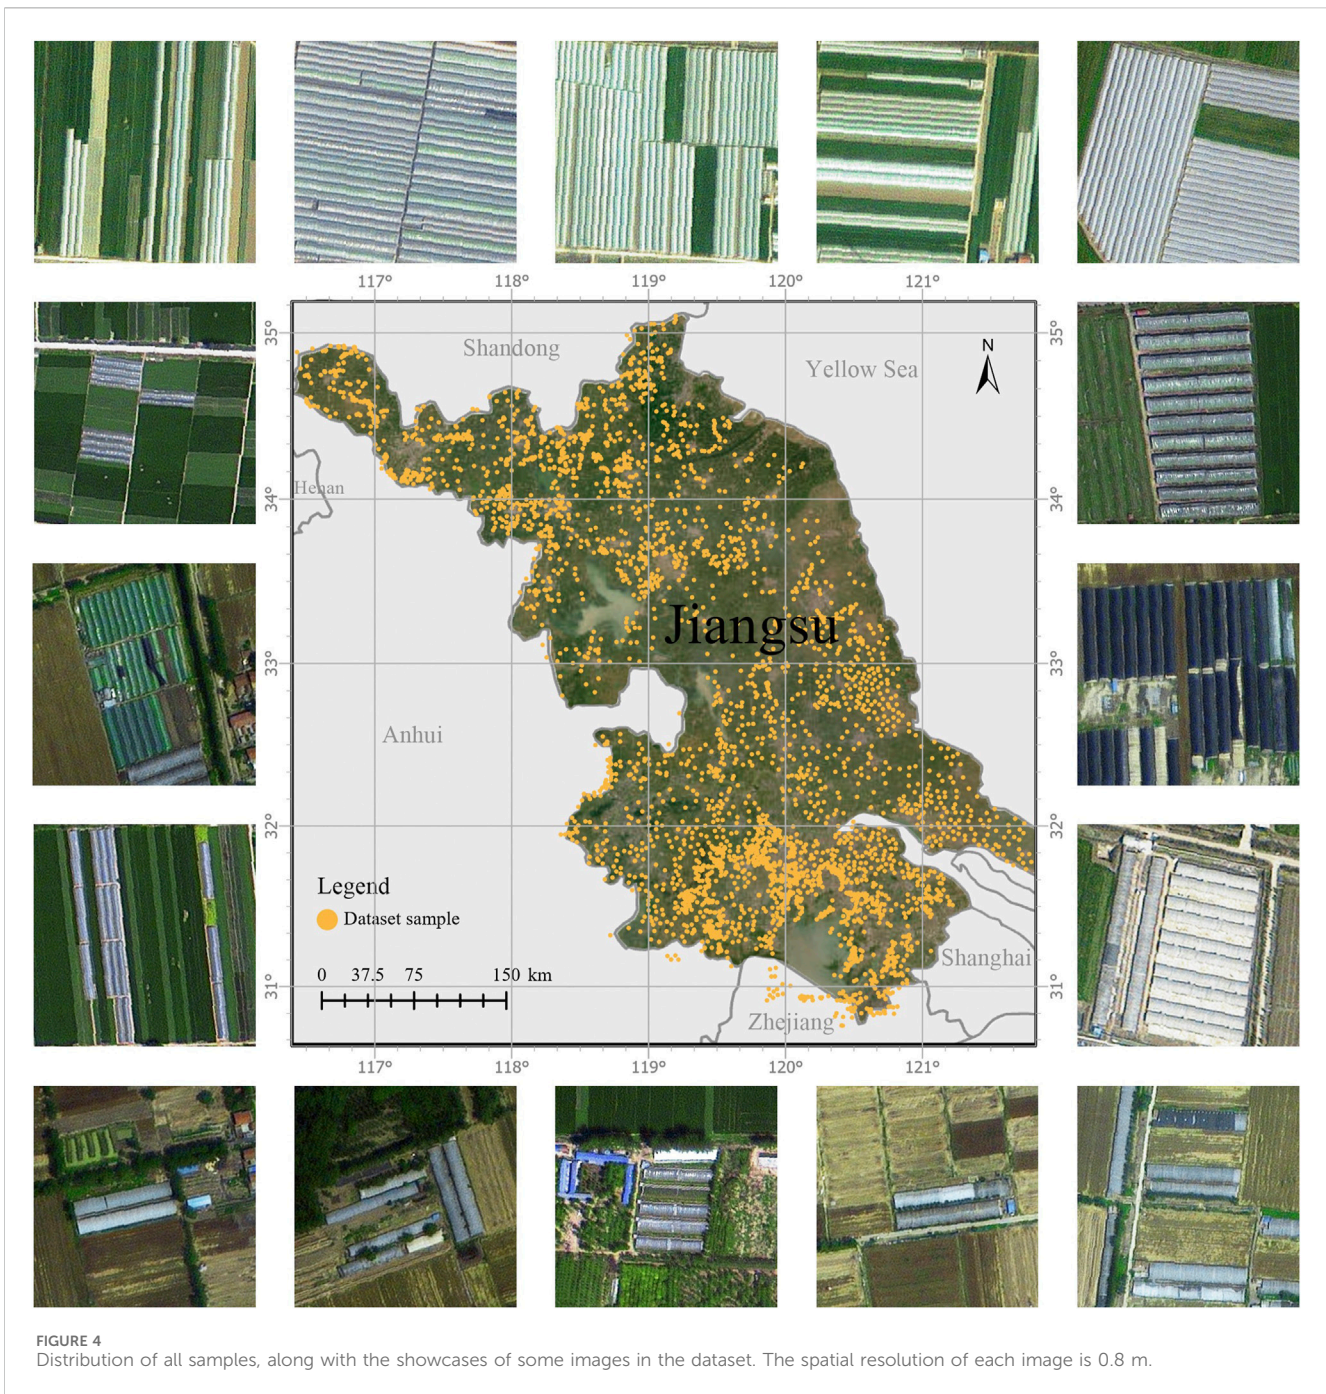 117° 118° 119° 120° 121°
35° 35°
Shandong
N
Yellow Sea
Henan
34° 34°
Jiangsu
33° 33°
Anhui
32° 32°
Legend
Dataset sample
0 37.5 75 150 km
Shanghai
31° 31°
Zhejiang
117° 118° 119° 120° 121°
FIGURE 4
Distribution of all samples, along with the showcases of some images in the dataset. The spatial resolution of each image is 0.8 m.